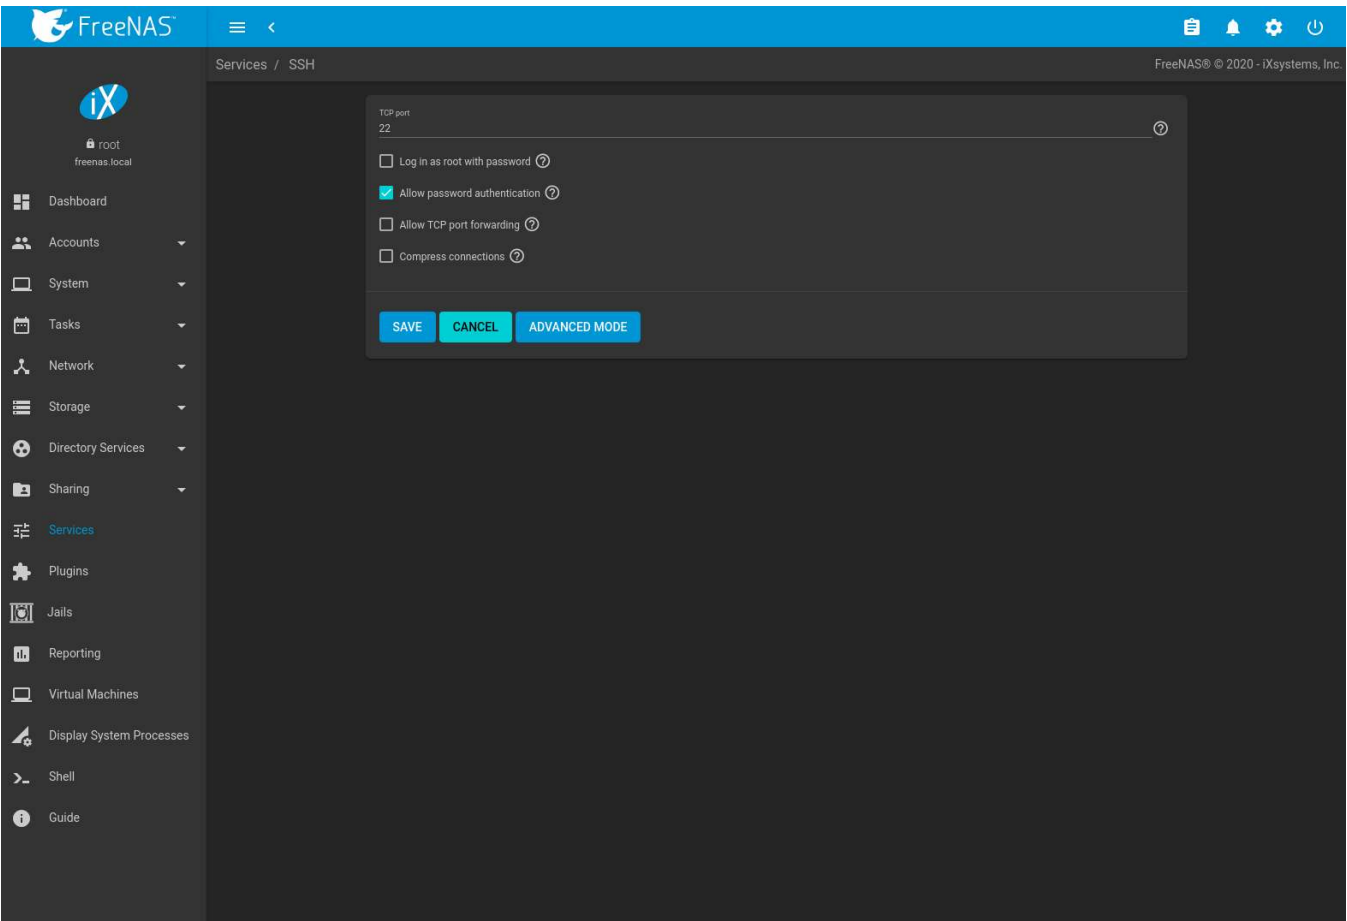 FreeNAS
Services / SSH
FreeNAS® © 2020 - iXsystems, Inc.
iX
root
freenas.local
Dashboard
Accounts
System
Tasks
Network
Storage
Directory Services
Sharing
Services
Plugins
Jails
Reporting
Virtual Machines
Display System Processes
Shell
Guide
TCP port
22
Log in as root with password
Allow password authentication
Allow TCP port forwarding
Compress connections
SAVE CANCEL ADVANCED MODE